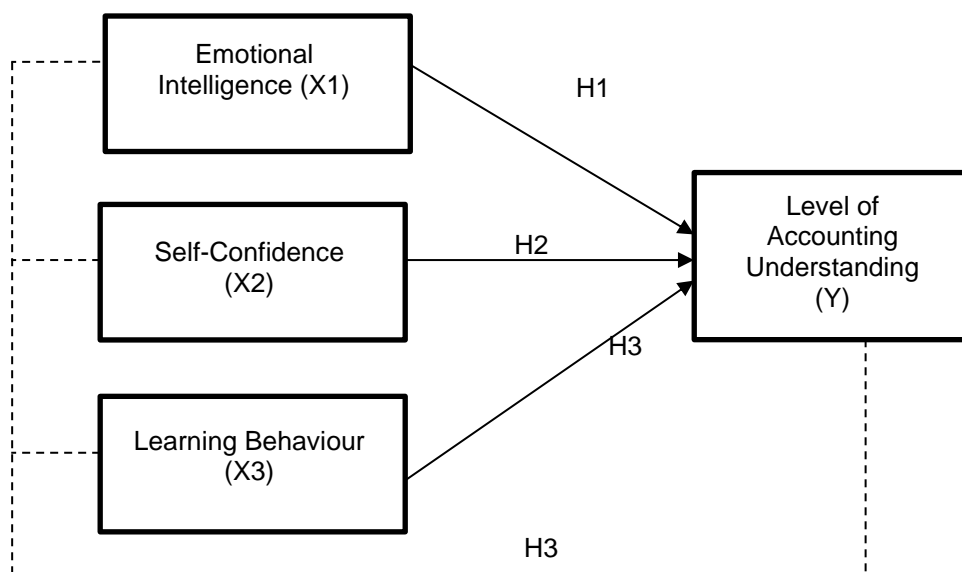 Emotional
Intelligence (X1)
H1
Level of
Accounting
Understanding
(Y)
Self-Confidence
(X2)
H2
H3
Learning Behaviour
(X3)
H3